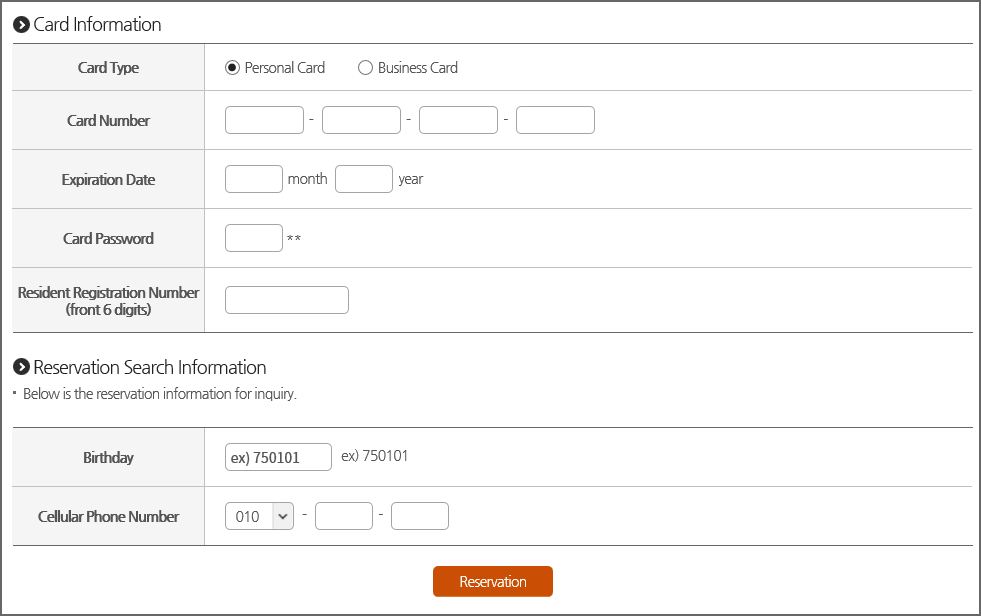 Card Information
Card Type
Personal Card Business Card
Card Number
- - -
Expiration Date
month year
Card Password
**
Resident Registration Number
(front 6 digits)
Reservation Search Information
· Below is the reservation information for inquiry.
Birthday
ex) 750101 ex) 750101
Cellular Phone Number
010 - -
Reservation